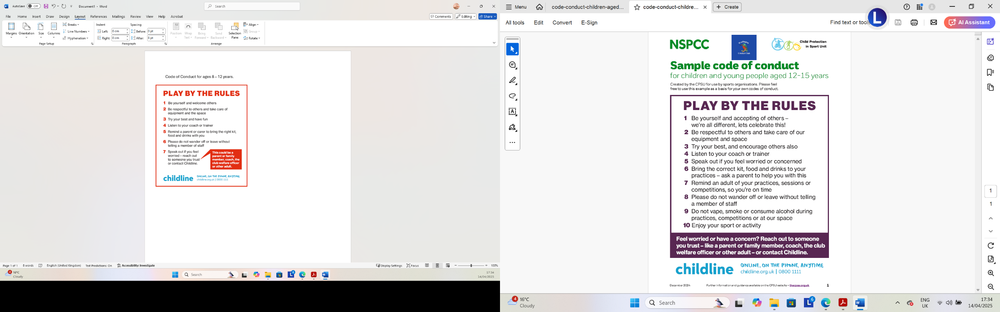 AutoSave Off Document1 - Word Search
File Home Insert Draw Design Layout References Mailings Review View Help Acrobat Comments Editing Share
Margins Orientation Size Columns Breaks Line Numbers Hyphenation
Page Setup
Indent Spacing
Left: 0 cm Before: 0 pt
Right: 0 cm After: 8 pt
Paragraph
Position Wrap Text Bring Forward Send Backward Selection Pane Align Group Rotate
Arrange
Code of Conduct for ages 8 – 12 years.
PLAY BY THE RULES
1 Be yourself and welcome others
2 Be respectful to others and take care of
equipment and the space
3 Try your best and have fun
4 Listen to your coach or trainer
5 Remind a parent or carer to bring the right kit,
food and drinks with you
6 Please do not wander off or leave without
telling a member of staff
7 Speak out if you feel
worried – reach out
to someone you trust
or contact Childline.
This could be a
parent or family
member, coach, the
club welfare officer
or other adult.
childline ONLINE, ON THE PHONE, ANYTIME
childline.org.uk | 0800 1111
Page 1 of 1 8 words English (United Kingdom) Text Predictions: On Accessibility: Investigate Display Settings Focus 100%
4 16°C
Cloudy
Search
17:34
14/04/2025
Menu code-conduct-children-aged... code-conduct-childre... Create
All tools Edit Convert E-Sign Find text or tools L AI Assistant
NSPCC
Cricket Club
Child Protection
in Sport Unit
Sample code of conduct
for children and young people aged 12-15 years
Created by the CPSU for use by sports organisations. Please feel
free to use this example as a basis for your own codes of conduct.
PLAY BY THE RULES
1 Be yourself and accepting of others –
we're all different, lets celebrate this!
2 Be respectful to others and take care of our
equipment and space
3 Try your best, and encourage others also
4 Listen to your coach or trainer
5 Speak out if you feel worried or concerned
6 Bring the correct kit, food and drinks to your
practices – ask a parent to help you with this
7 Remind an adult of your practices, sessions or
competitions, so you're on time
8 Please do not wander off or leave without telling
a member of staff
9 Do not vape, smoke or consume alcohol during
practices, competitions or at our space
10 Enjoy your sport or activity
Feel worried or have a concern? Reach out to someone
you trust – like a parent or family member, coach, the club
welfare officer or other adult – or contact Childline.
childline ONLINE, ON THE PHONE, ANYTIME
childline.org.uk | 0800 1111
December 2024 Further information and guidance available on the CPSU website – thecpsu.org.uk 1
1
1
4 16°C
Cloudy
Search
6
ENG
UK
17:34
14/04/2025